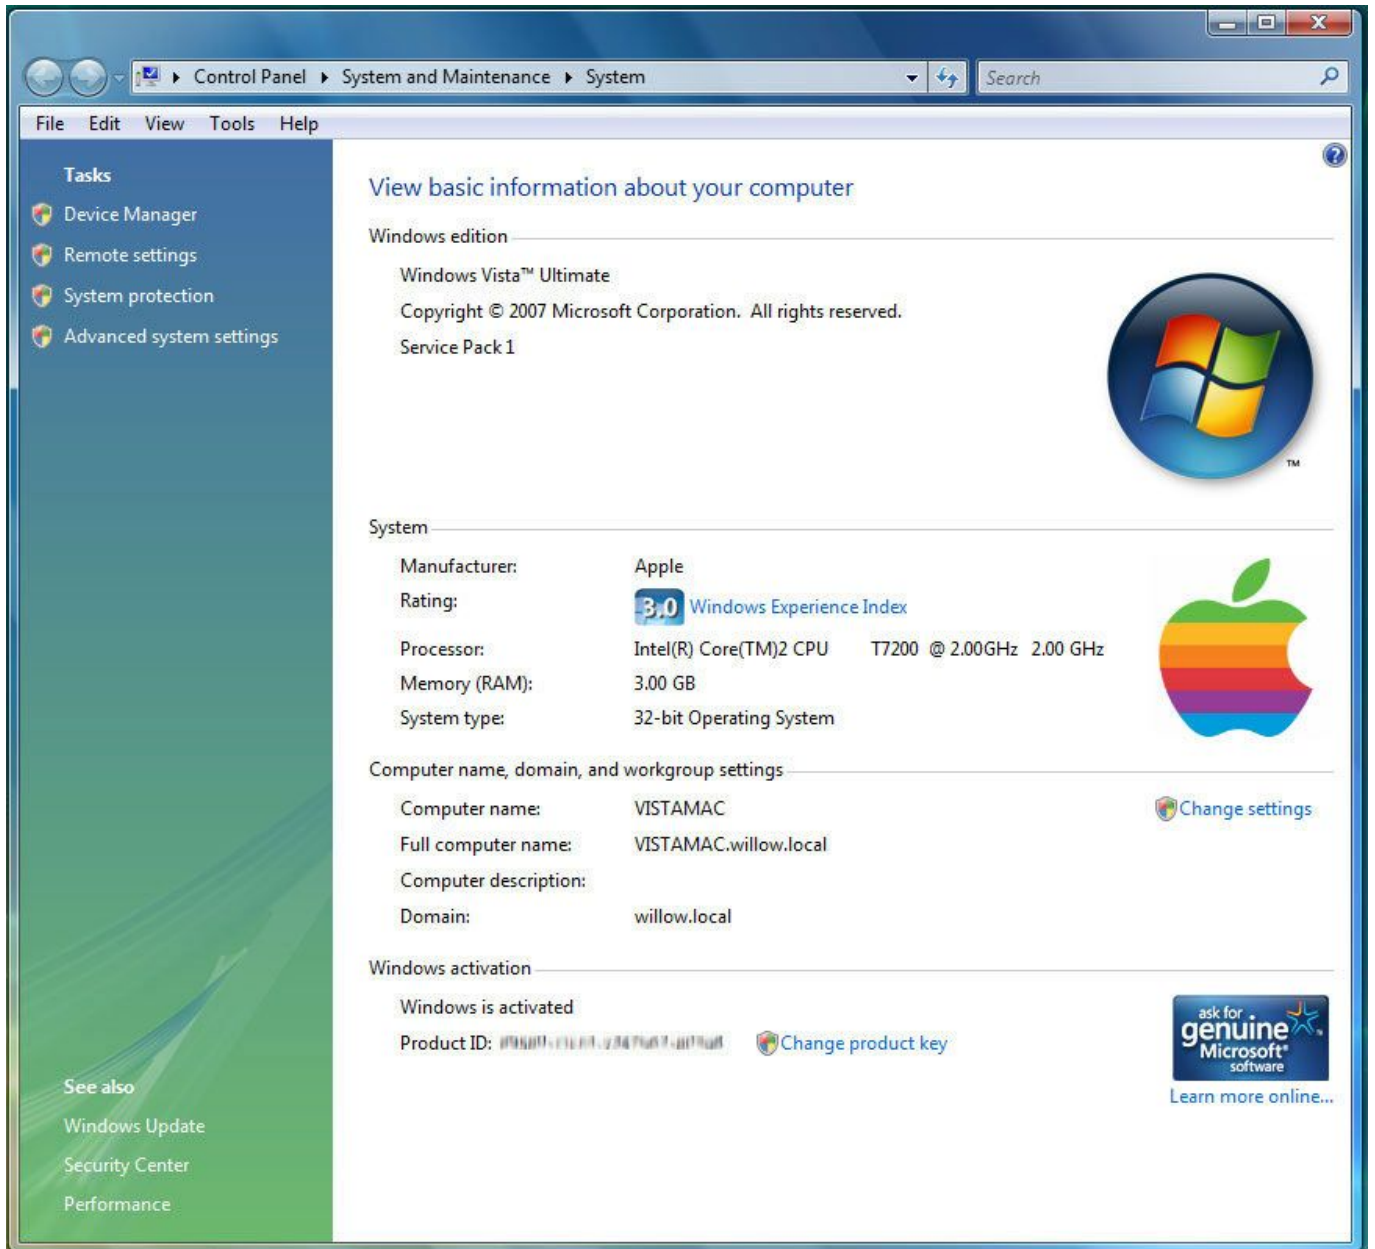 Control Panel System and Maintenance System
Search
File Edit View Tools Help
Tasks
Device Manager
Remote settings
System protection
Advanced system settings
See also
Windows Update
Security Center
Performance
View basic information about your computer
Windows edition
Windows Vista™ Ultimate
Copyright © 2007 Microsoft Corporation. All rights reserved.
Service Pack 1
TM
System
Manufacturer: Apple
Rating: 3,0 Windows Experience Index
Processor: Intel(R) Core(TM)2 CPU T7200 @ 2.00GHz 2.00 GHz
Memory (RAM): 3.00 GB
System type: 32-bit Operating System
Computer name, domain, and workgroup settings
Computer name: VISTAMAC Change settings
Full computer name: VISTAMAC.willow.local
Computer description:
Domain: willow.local
Windows activation
Windows is activated
Product ID: Change product key
ask for
genuine
Microsoft®
software
Learn more online...